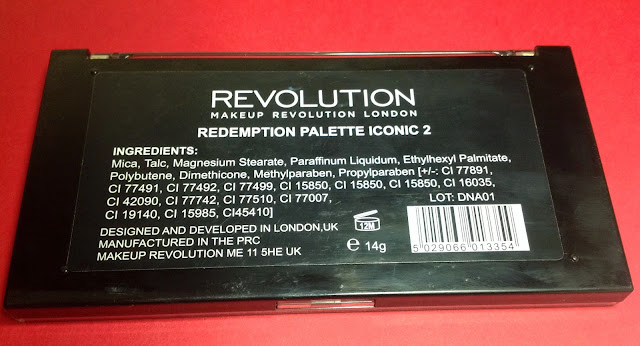 REVOLUTION
MAKEUP REVOLUTION LONDON
REDEMPTION PALETTE ICONIC 2
INGREDIENTS:
Mica, Talc, Magnesium Stearate, Paraffinum Liquidum, Ethylhexyl Palmitate,
Polybutene, Dimethicone, Methylparaben, Propylparaben [+/-: CI 77891,
CI 77491, CI 77492, CI 77499, CI 15850, CI 15850, CI 15850, CI 16035,
CI 42090, CI 77742, CI 77510, CI 77007,
CI 19140, CI 15985, CI45410]
LOT: DNA01
DESIGNED AND DEVELOPED IN LONDON,UK
MANUFACTURED IN THE PRC
MAKEUP REVOLUTION ME 11 5HE UK
12M
℮ 14g
5 029066 013354